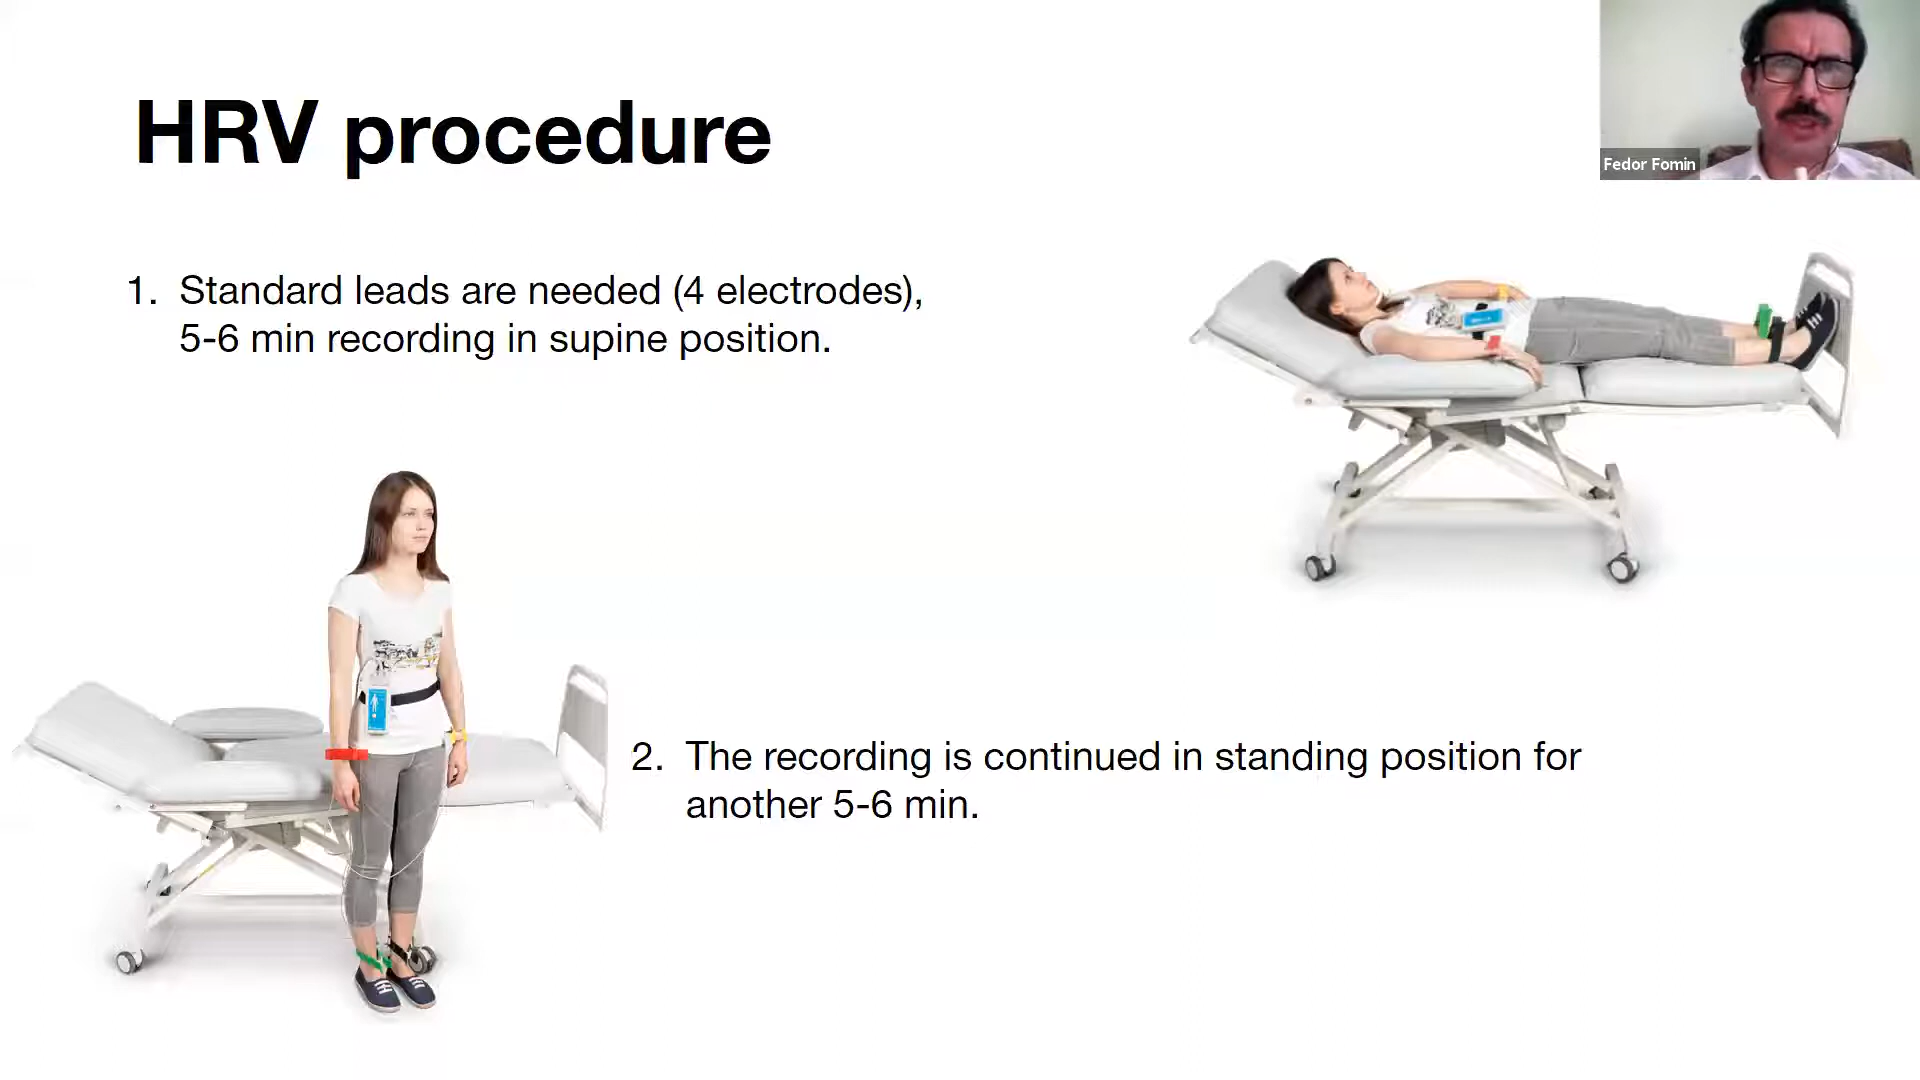 HRV procedure
Fedor Fomin
1. Standard leads are needed (4 electrodes),
5-6 min recording in supine position.
2. The recording is continued in standing position for
another 5-6 min.